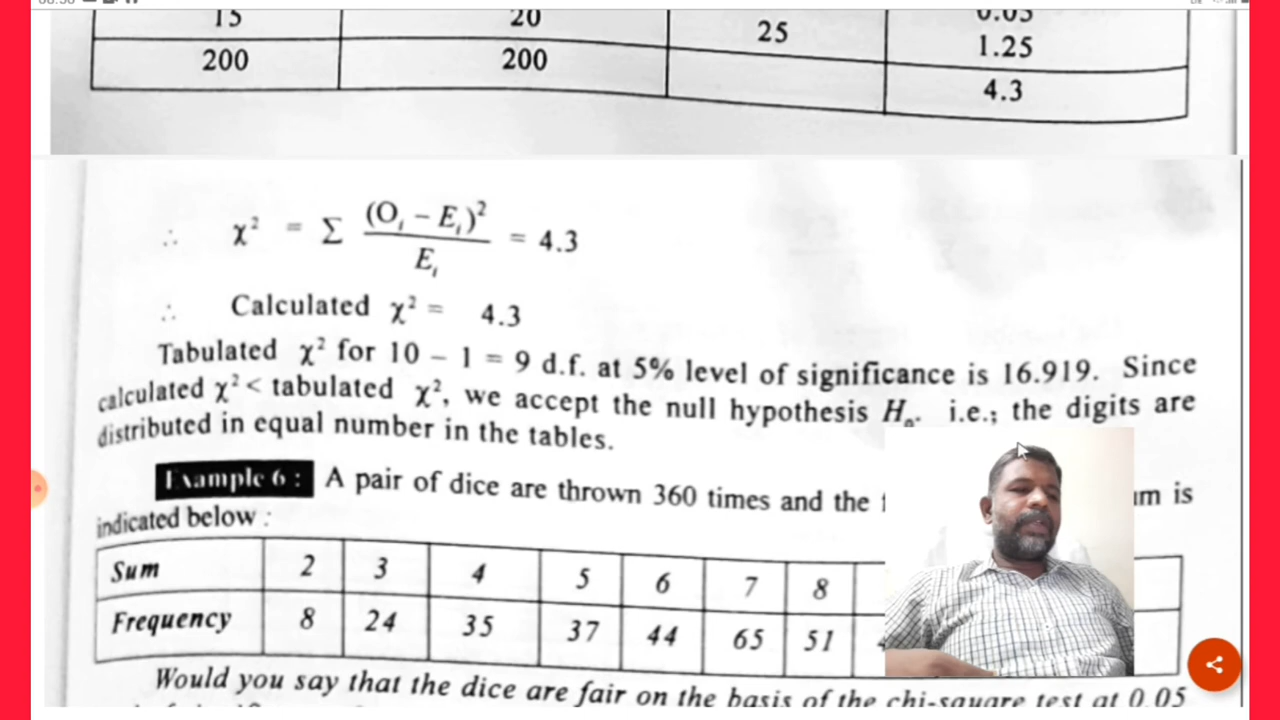 15 20 25 0.05
1.25
200 200
4.3
∴ χ² = Σ (Oᵢ − Eᵢ)² / Eᵢ = 4.3
∴ Calculated χ² = 4.3
Tabulated χ² for 10 − 1 = 9 d.f. at 5% level of significance is 16.919. Since
calculated χ² < tabulated χ², we accept the null hypothesis Hₒ. i.e.; the digits are
distributed in equal number in the tables.
Example 6 : A pair of dice are thrown 360 times and the is
indicated below :
Sum 2 3 4 5 6 7 8
Frequency 8 24 35 37 44 65 51
Would you say that the dice are fair on the basis of the chi-square test at 0.05